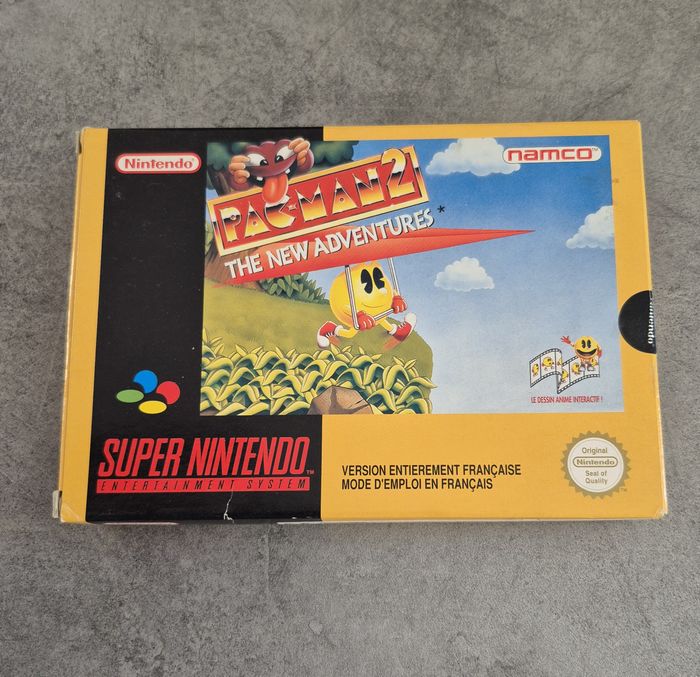 Nintendo
namco
PAC-MAN 2
THE NEW ADVENTURES*
LE DESSIN ANIME INTERACTIF !
SUPER NINTENDO™
ENTERTAINMENT SYSTEM
VERSION ENTIEREMENT FRANÇAISE
MODE D'EMPLOI EN FRANÇAIS
Original
Nintendo
Seal of
Quality